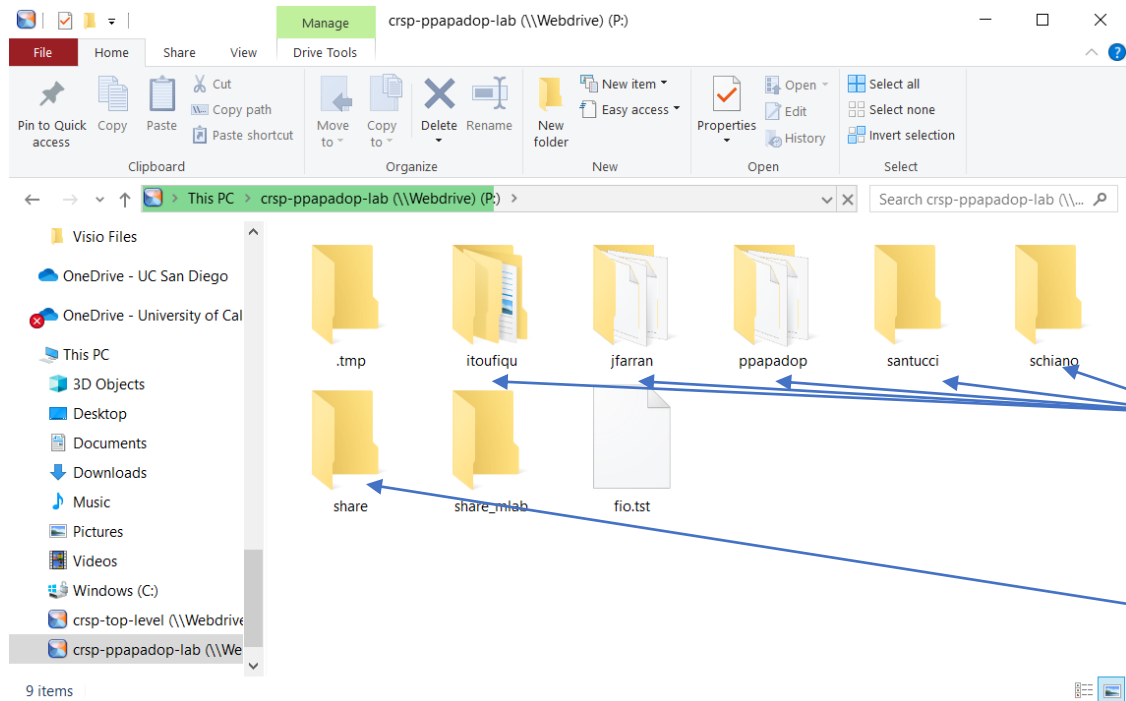 Manage crsp-ppapadop-lab (\\Webdrive) (P:)
File Home Share View Drive Tools
Pin to Quick access
Copy
Paste
Cut
Copy path
Paste shortcut
Clipboard
Move to
Copy to
Delete
Rename
Organize
New folder
New item
Easy access
New
Properties
Open
Edit
History
Open
Select all
Select none
Invert selection
Select
This PC > crsp-ppapadop-lab (\\Webdrive) (P:) >
Search crsp-ppapadop-lab (\\...
Visio Files
OneDrive - UC San Diego
OneDrive - University of Cal
This PC
3D Objects
Desktop
Documents
Downloads
Music
Pictures
Videos
Windows (C:)
crsp-top-level (\\Webdrive
crsp-ppapadop-lab (\\We
.tmp itoufiqu jfarran ppapadop santucci schiano
share share_mlab fio.tst
9 items